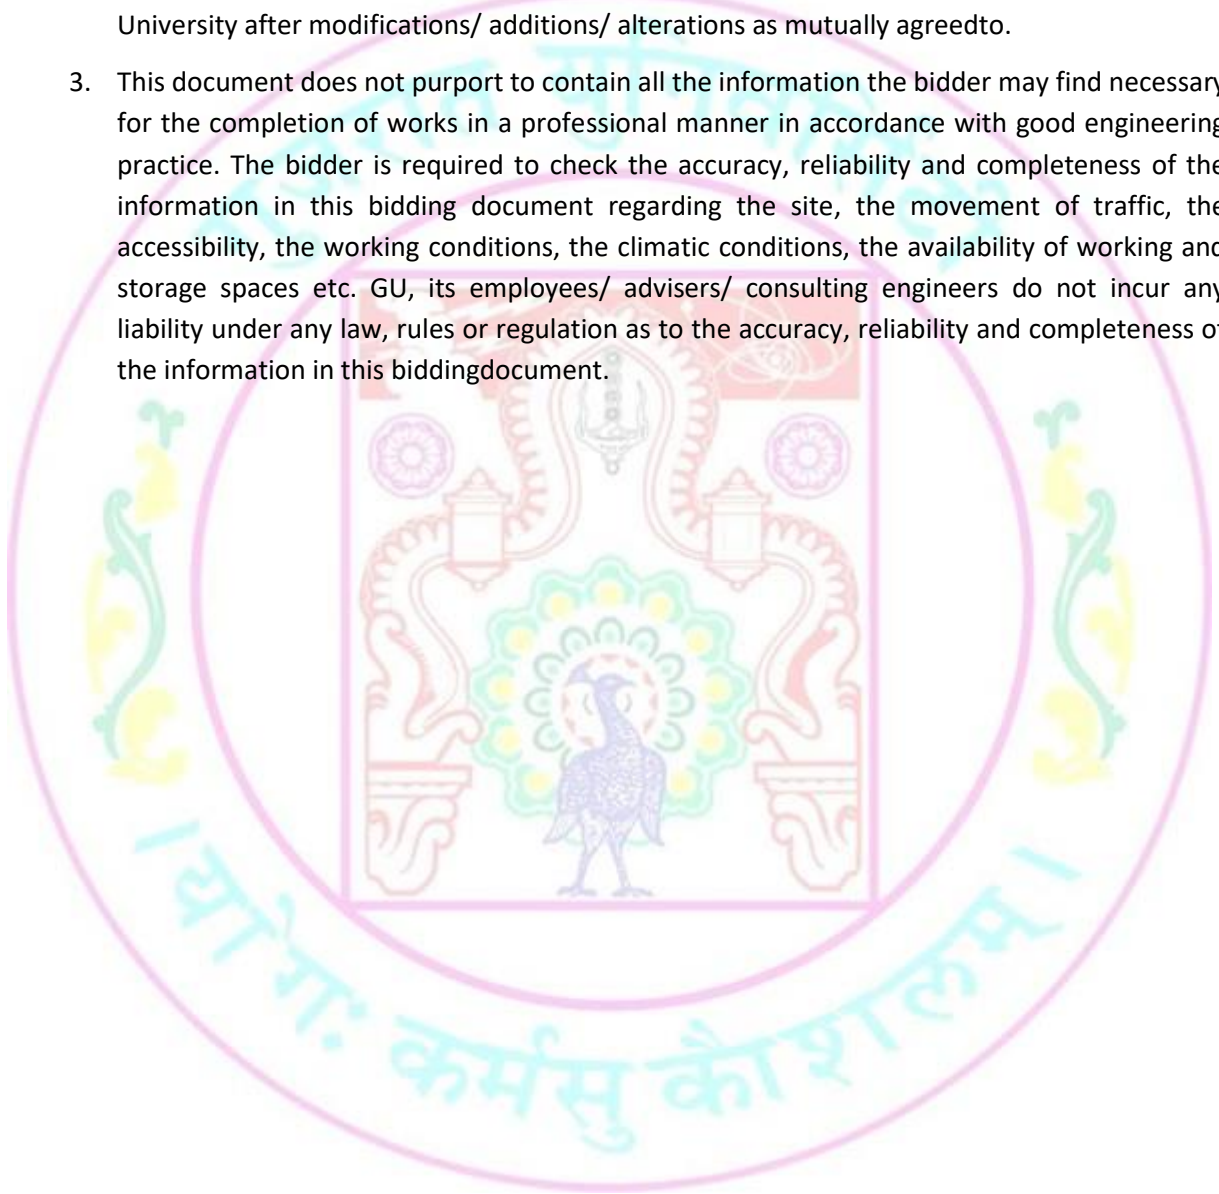 University after modifications/ additions/ alterations as mutually agreedto.
3. This document does not purport to contain all the information the bidder may find necessary
for the completion of works in a professional manner in accordance with good engineering
practice. The bidder is required to check the accuracy, reliability and completeness of the
information in this bidding document regarding the site, the movement of traffic, the
accessibility, the working conditions, the climatic conditions, the availability of working and
storage spaces etc. GU, its employees/ advisers/ consulting engineers do not incur any
liability under any law, rules or regulation as to the accuracy, reliability and completeness of
the information in this biddingdocument.
गुजरात युनिवर्सिटी
। योगः कर्मसु कौशलम् ।